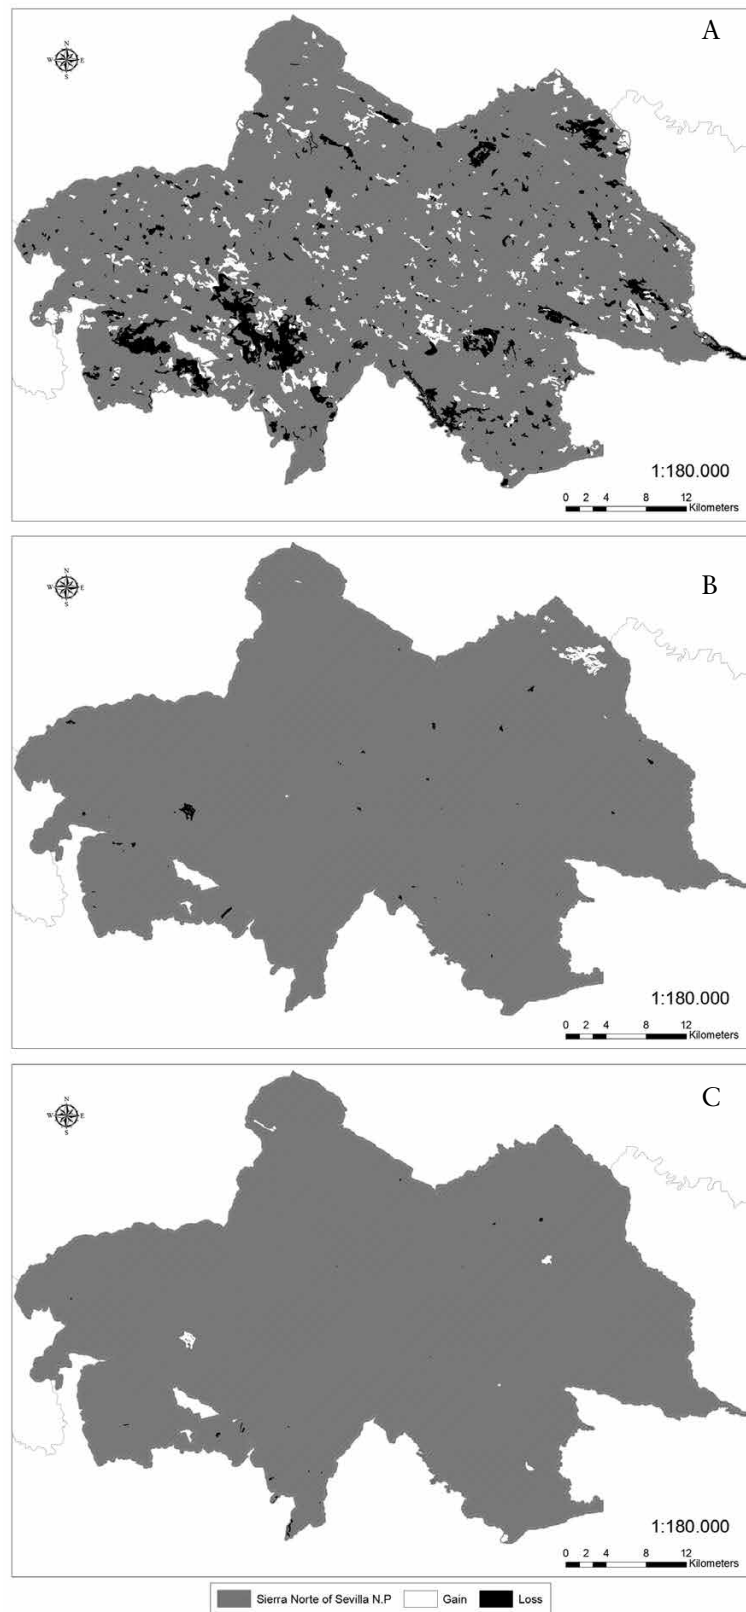 A
N
W E
S
1:180.000
0 2 4 8 12
Kilometers
B
N
W E
S
1:180.000
0 2 4 8 12
Kilometers
C
N
W E
S
1:180.000
0 2 4 8 12
Kilometers
Sierra Norte of Sevilla N.P Gain Loss